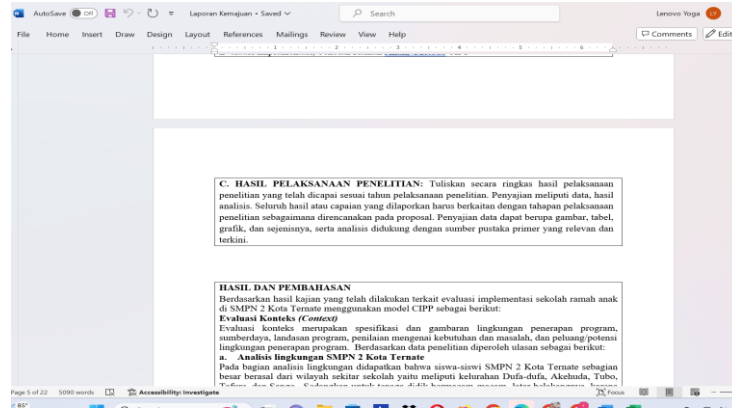 AutoSave Off Laporan Kemajuan • Saved Search Lenovo Yoga LY
File Home Insert Draw Design Layout References Mailings Review View Help Comments Edit
C. HASIL PELAKSANAAN PENELITIAN: Tuliskan secara ringkas hasil pelaksanaan
penelitian yang telah dicapai sesuai tahun pelaksanaan penelitian. Penyajian meliputi data, hasil
analisis. Seluruh hasil atau capaian yang dilaporkan harus berkaitan dengan tahapan pelaksanaan
penelitian sebagaimana direncanakan pada proposal. Penyajian data dapat berupa gambar, tabel,
grafik, dan sejenisnya, serta analisis didukung dengan sumber pustaka primer yang relevan dan
terkini.
HASIL DAN PEMBAHASAN
Berdasarkan hasil kajian yang telah dilakukan terkait evaluasi implementasi sekolah ramah anak
di SMPN 2 Kota Ternate menggunakan model CIPP sebagai berikut:
Evaluasi Konteks (Context)
Evaluasi konteks merupakan spesifikasi dan gambaran lingkungan penerapan program,
sumberdaya, landasan program, penilaian mengenai kebutuhan dan masalah, dan peluang/potensi
lingkungan penerapan program. Berdasarkan data penelitian diperoleh ulasan sebagai berikut:
a. Analisis lingkungan SMPN 2 Kota Ternate
Pada bagian analisis lingkungan didapatkan bahwa siswa-siswi SMPN 2 Kota Ternate sebagian
besar berasal dari wilayah sekitar sekolah yaitu meliputi kelurahan Dufa-dufa, Akehuda, Tubo,
Page 5 of 22 5090 words Accessibility: Investigate Focus
85°